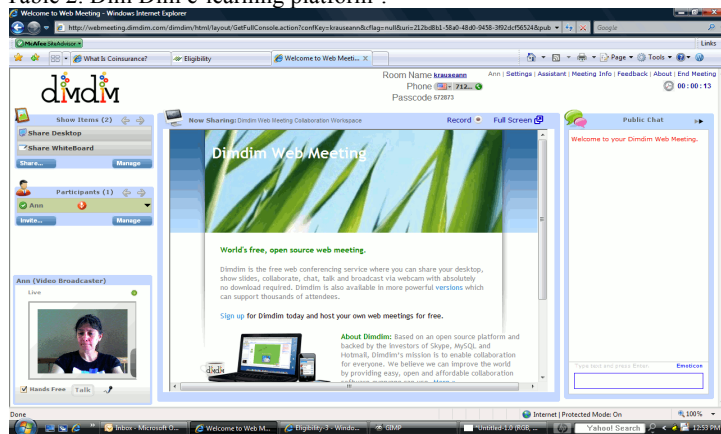 Table 2. Dim Dim e-learning platform .
Welcome to Web Meeting - Windows Internet Explorer
http://webmeeting.dimdim.com/dimdim/html/layout/GetFullConsole.action?confKey=krauseann&cflag=null&uri=212bd8b1-58a0-48d0-9458-3f92dcf56524&pub
Google
McAfee SiteAdvisor
Links
What Is Coinsurance?
Eligibility
Welcome to Web Meeti...
Page
Tools
dimdim
Room Name krauseann
Phone 712...
Passcode 672873
Ann | Settings | Assistant | Meeting Info | Feedback | About | End Meeting
00:00:13
Show Items (2)
Share Desktop
Share WhiteBoard
Share...
Manage
Participants (1)
Ann
Invite...
Manage
Ann (Video Broadcaster)
Live
Hands Free
Talk
Now Sharing: Dimdim Web Meeting Collaboration Workspace
Record
Full Screen
Dimdim Web Meeting
World's free, open source web meeting.
Dimdim is the free web conferencing service where you can share your desktop,
show slides, collaborate, chat, talk and broadcast via webcam with absolutely
no download required. Dimdim is also available in more powerful versions which
can support thousands of attendees.
Sign up for Dimdim today and host your own web meetings for free.
About Dimdim: Based on an open source platform and
backed by the investors of Skype, MySQL and
Hotmail, Dimdim's mission is to enable collaboration
for everyone. We believe we can improve the world
by providing easy, open and affordable collaboration
dimdim
Public Chat
Welcome to your Dimdim Web Meeting.
Type text and press Enter.
Emoticon
Done
Internet | Protected Mode: On
100%
Inbox - Microsoft O...
Welcome to Web M...
Eligibility-3 - Windo...
GIMP
*Untitled-1.0 (RGB, ...
Yahoo! Search
12:53 PM